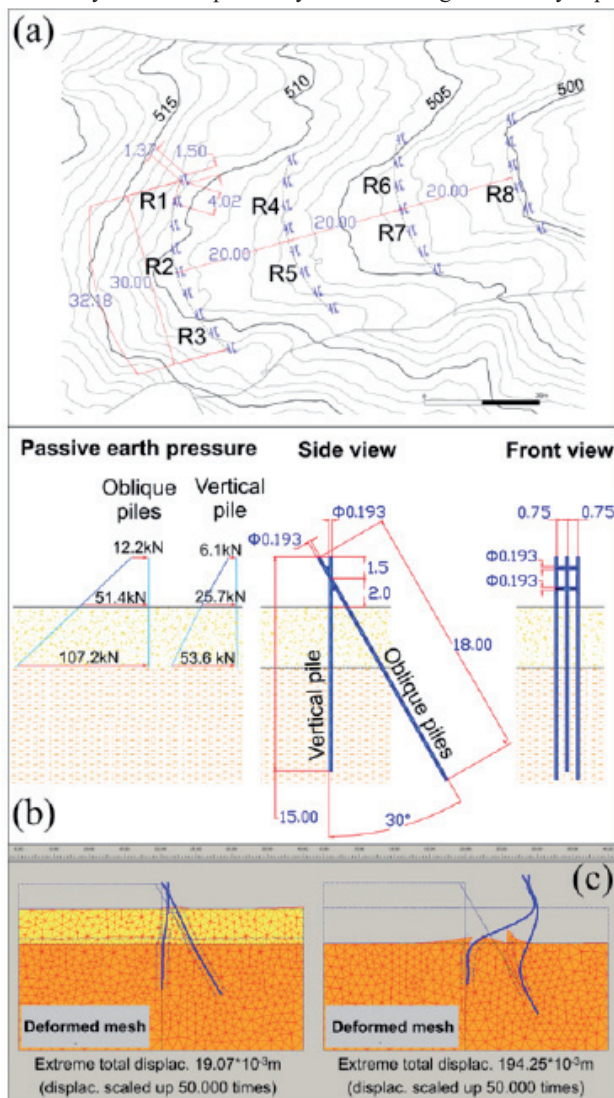 (a)
515
510
505
500
1.37
1.50
R1
4.02
R4
R6
20.00
R8
R7
20.00
R2
20.00
30.00
R5
32.18
R3
0
Passive earth pressure
Side view
Front view
Oblique
piles
Vertical
pile
Φ0.193
0.75
0.75
Φ0.193
12.2kN
6.1kN
1.5
Φ0.193
51.4kN
25.7kN
2.0
Φ0.193
18.00
107.2kN
53.6 kN
Vertical pile
Oblique piles
15.00
30°
(b)
(c)
Deformed mesh
Deformed mesh
Extreme total displac. 19.07*10⁻³m
(displac. scaled up 50.000 times)
Extreme total displac. 194.25*10⁻³m
(displac. scaled up 50.000 times)